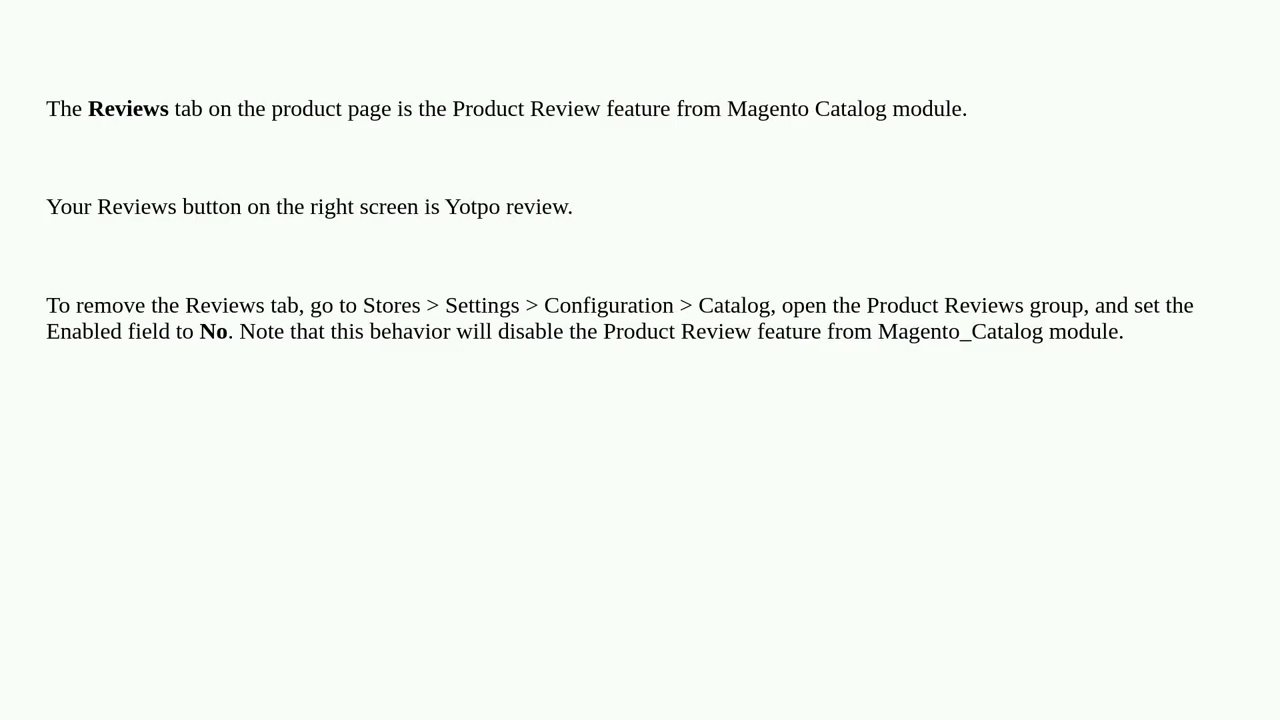 The Reviews tab on the product page is the Product Review feature from Magento Catalog module.
Your Reviews button on the right screen is Yotpo review.
To remove the Reviews tab, go to Stores > Settings > Configuration > Catalog, open the Product Reviews group, and set the
Enabled field to No. Note that this behavior will disable the Product Review feature from Magento_Catalog module.